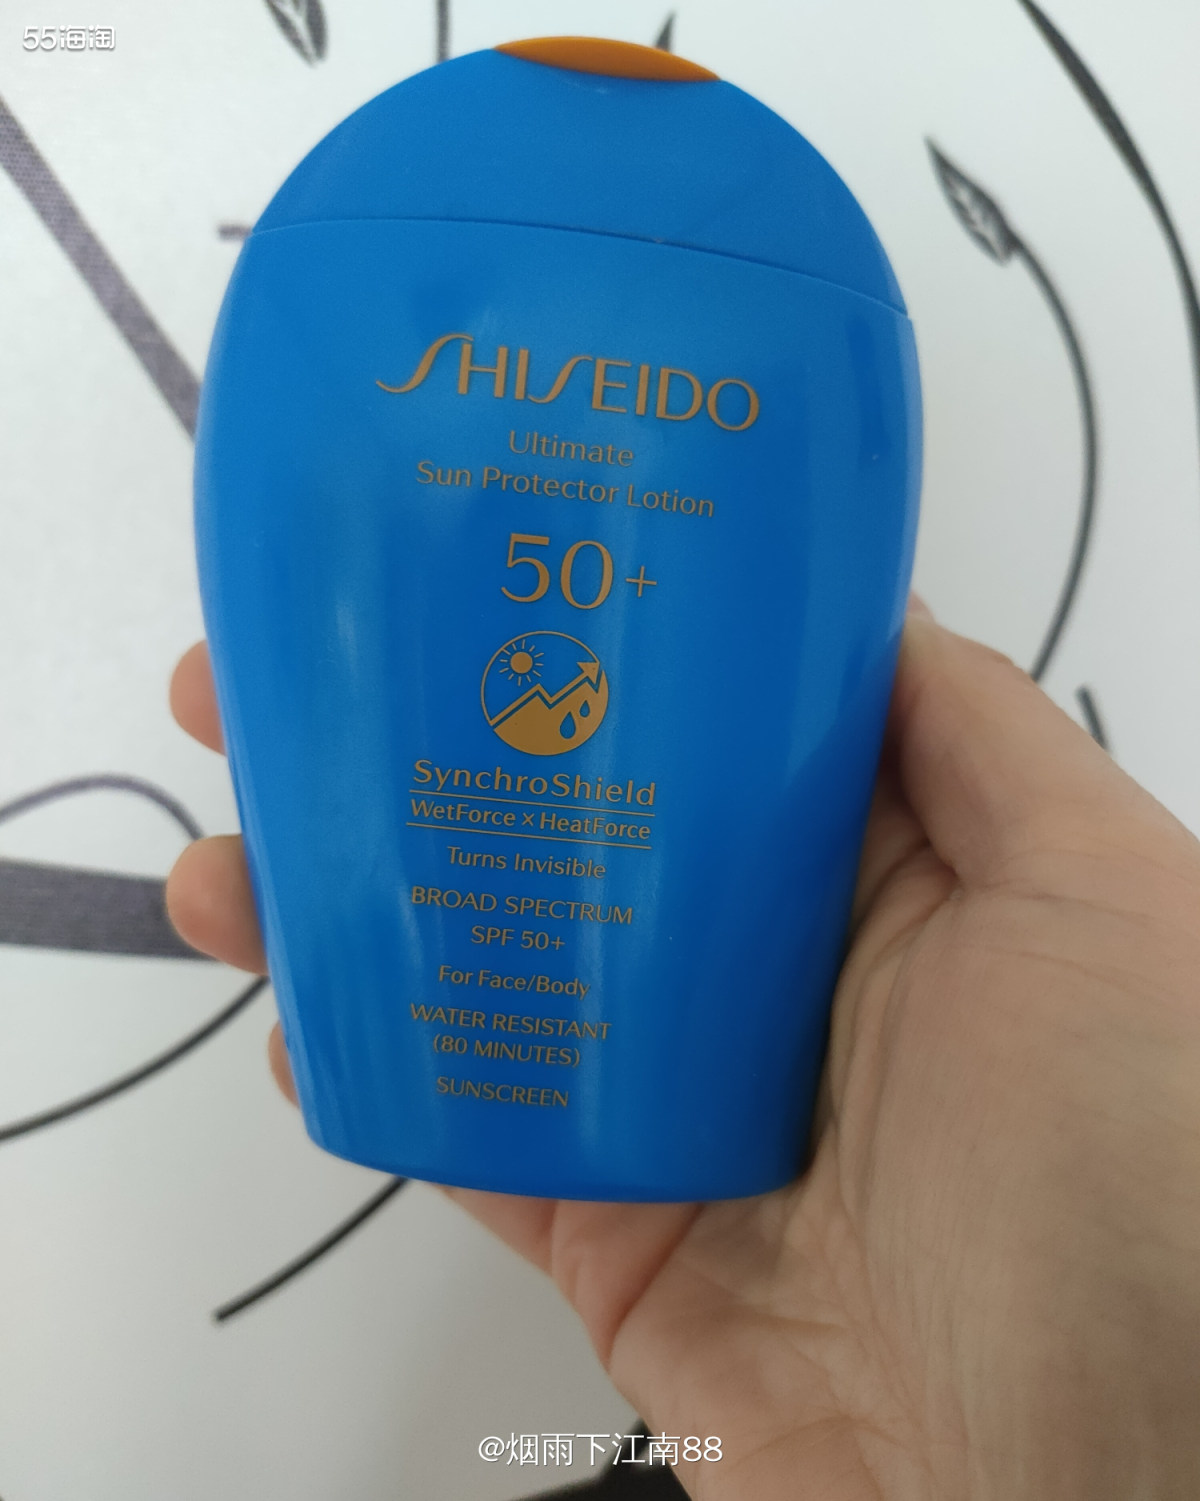 55海淘
SHISEIDO
Ultimate
Sun Protector Lotion
50+
SynchroShield
WetForce × HeatForce
Turns Invisible
BROAD SPECTRUM
SPF 50+
For Face/Body
WATER RESISTANT
(80 MINUTES)
SUNSCREEN
@烟雨下江南88